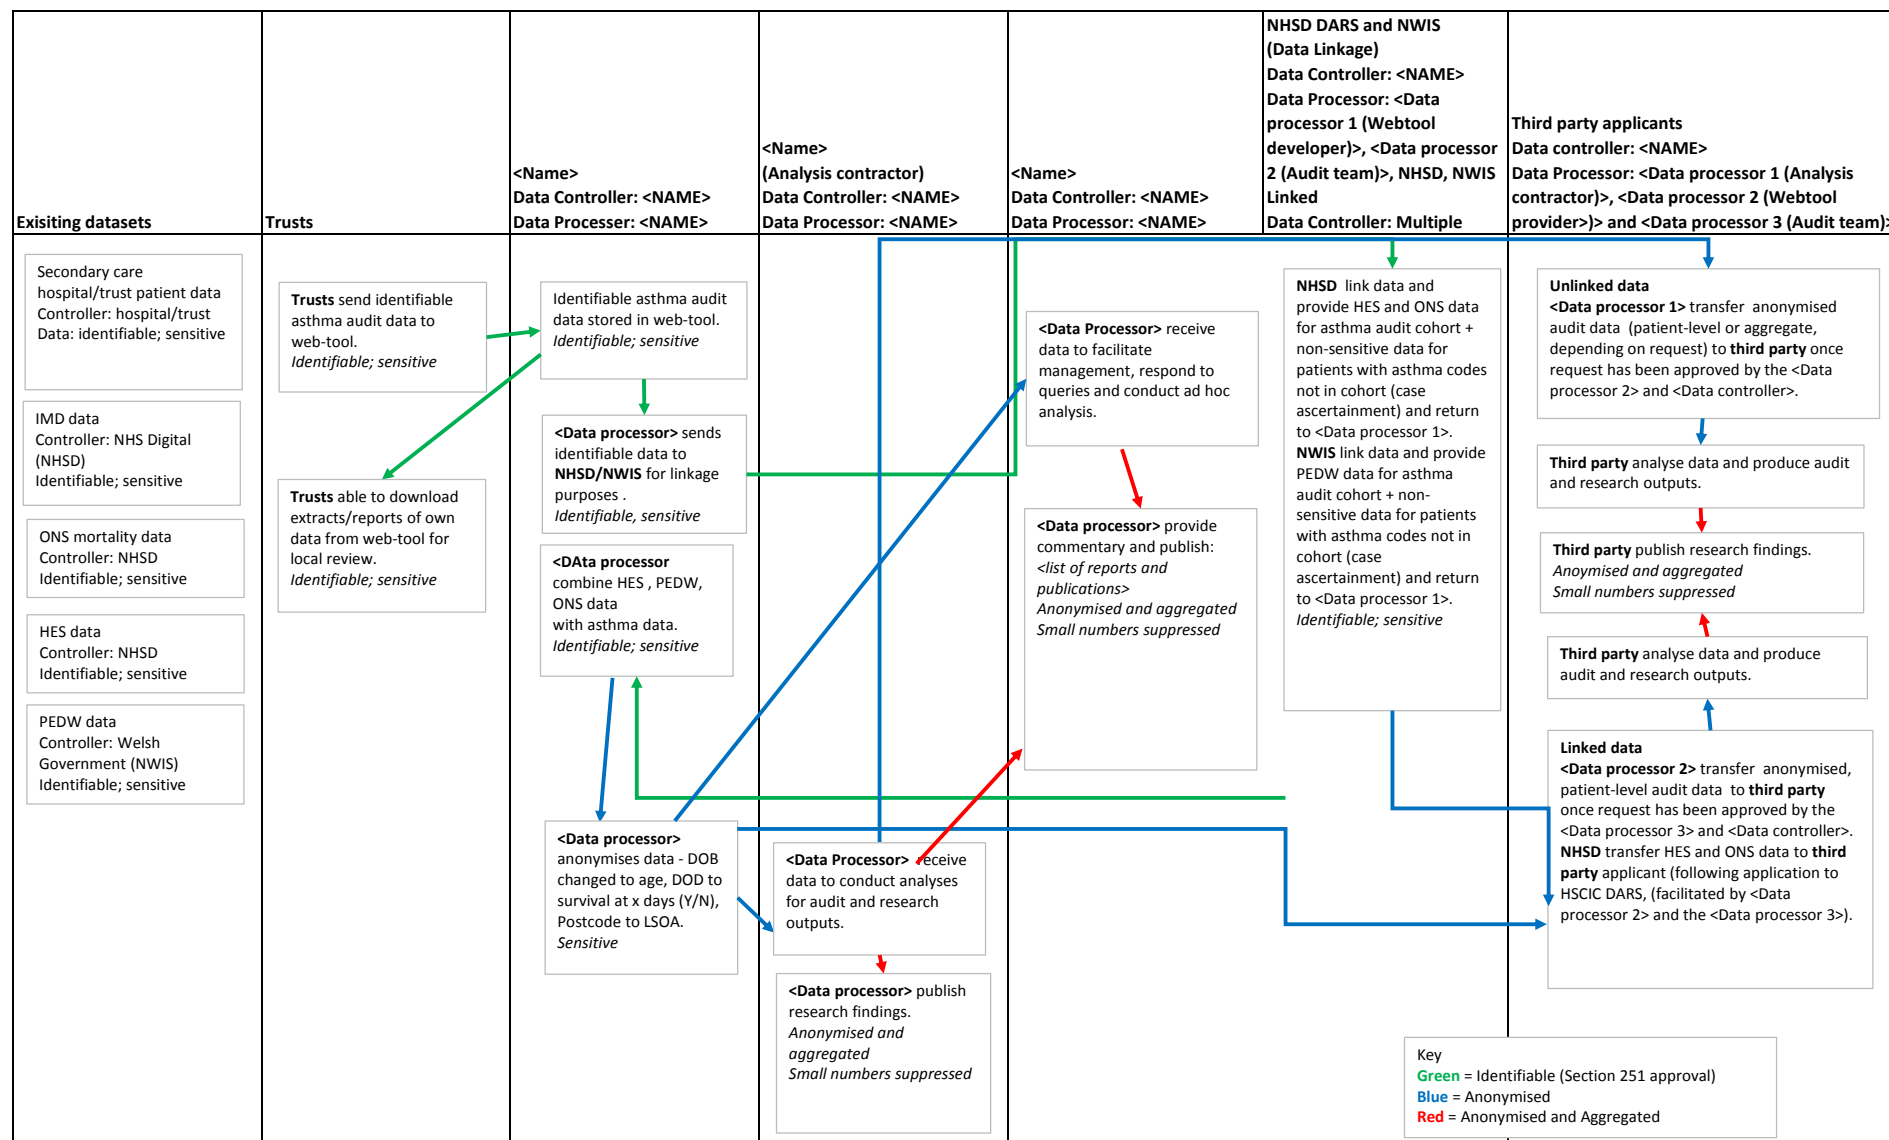 Exisiting datasets
Trusts
<Name>
Data Controller: <NAME>
Data Processer: <NAME>
<Name>
(Analysis contractor)
Data Controller: <NAME>
Data Processor: <NAME>
<Name>
Data Controller: <NAME>
Data Processor: <NAME>
NHSD DARS and NWIS
(Data Linkage)
Data Controller: <NAME>
Data Processor: <Data
processor 1 (Webtool
developer)>, <Data processor
2 (Audit team)>, NHSD, NWIS
Linked
Data Controller: Multiple
Third party applicants
Data controller: <NAME>
Data Processor: <Data processor 1 (Analysis
contractor)>, <Data processor 2 (Webtool
provider>)> and <Data processor 3 (Audit team)>
Secondary care
hospital/trust patient data
Controller: hospital/trust
Data: identifiable; sensitive
IMD data
Controller: NHS Digital
(NHSD)
Identifiable; sensitive
ONS mortality data
Controller: NHSD
Identifiable; sensitive
HES data
Controller: NHSD
Identifiable; sensitive
PEDW data
Controller: Welsh
Government (NWIS)
Identifiable; sensitive
Trusts send identifiable
asthma audit data to
web-tool.
Identifiable; sensitive
Trusts able to download
extracts/reports of own
data from web-tool for
local review.
Identifiable; sensitive
Identifiable asthma audit
data stored in web-tool.
Identifiable; sensitive
<Data processor> sends
identifiable data to
NHSD/NWIS for linkage
purposes .
Identifiable, sensitive
<DAta processor
combine HES , PEDW,
ONS data
with asthma data.
Identifiable; sensitive
<Data processor>
anonymises data - DOB
changed to age, DOD to
survival at x days (Y/N),
Postcode to LSOA.
Sensitive
<Data Processor> receive
data to conduct analyses
for audit and research
outputs.
<Data processor> publish
research findings.
Anonymised and
aggregated
Small numbers suppressed
<Data Processor> receive
data to facilitate
management, respond to
queries and conduct ad hoc
analysis.
<Data processor> provide
commentary and publish:
<list of reports and
publications>
Anonymised and aggregated
Small numbers suppressed
NHSD link data and
provide HES and ONS data
for asthma audit cohort +
non-sensitive data for
patients with asthma codes
not in cohort (case
ascertainment) and return
to <Data processor 1>.
NWIS link data and provide
PEDW data for asthma
audit cohort + non-
sensitive data for patients
with asthma codes not in
cohort (case
ascertainment) and return
to <Data processor 1>.
Identifiable; sensitive
Unlinked data
<Data processor 1> transfer anonymised
audit data (patient-level or aggregate,
depending on request) to third party once
request has been approved by the <Data
processor 2> and <Data controller>.
Third party analyse data and produce audit
and research outputs.
Third party publish research findings.
Anoymised and aggregated
Small numbers suppressed
Third party analyse data and produce
audit and research outputs.
Linked data
<Data processor 2> transfer anonymised,
patient-level audit data to third party
once request has been approved by the
<Data processor 3> and <Data controller>.
NHSD transfer HES and ONS data to third
party applicant (following application to
HSCIC DARS, (facilitated by <Data
processor 2> and the <Data processor 3>).
Key
Green = Identifiable (Section 251 approval)
Blue = Anonymised
Red = Anonymised and Aggregated